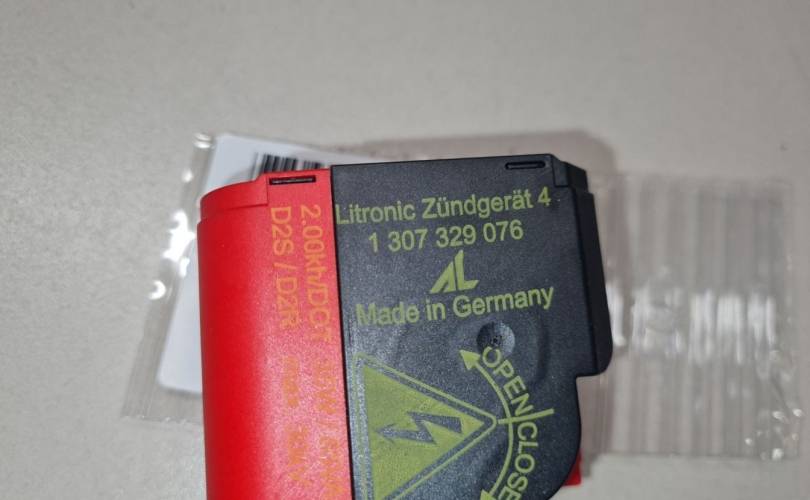 Litronic Zündgerät 4
1 307 329 076
AL
Made in Germany
OPEN
CLOSE
2.00kh/DCT
D2S / D2R